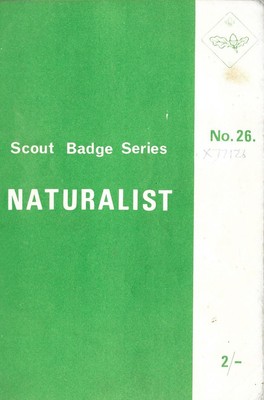 No. 26.
Scout Badge Series
NATURALIST
2/-